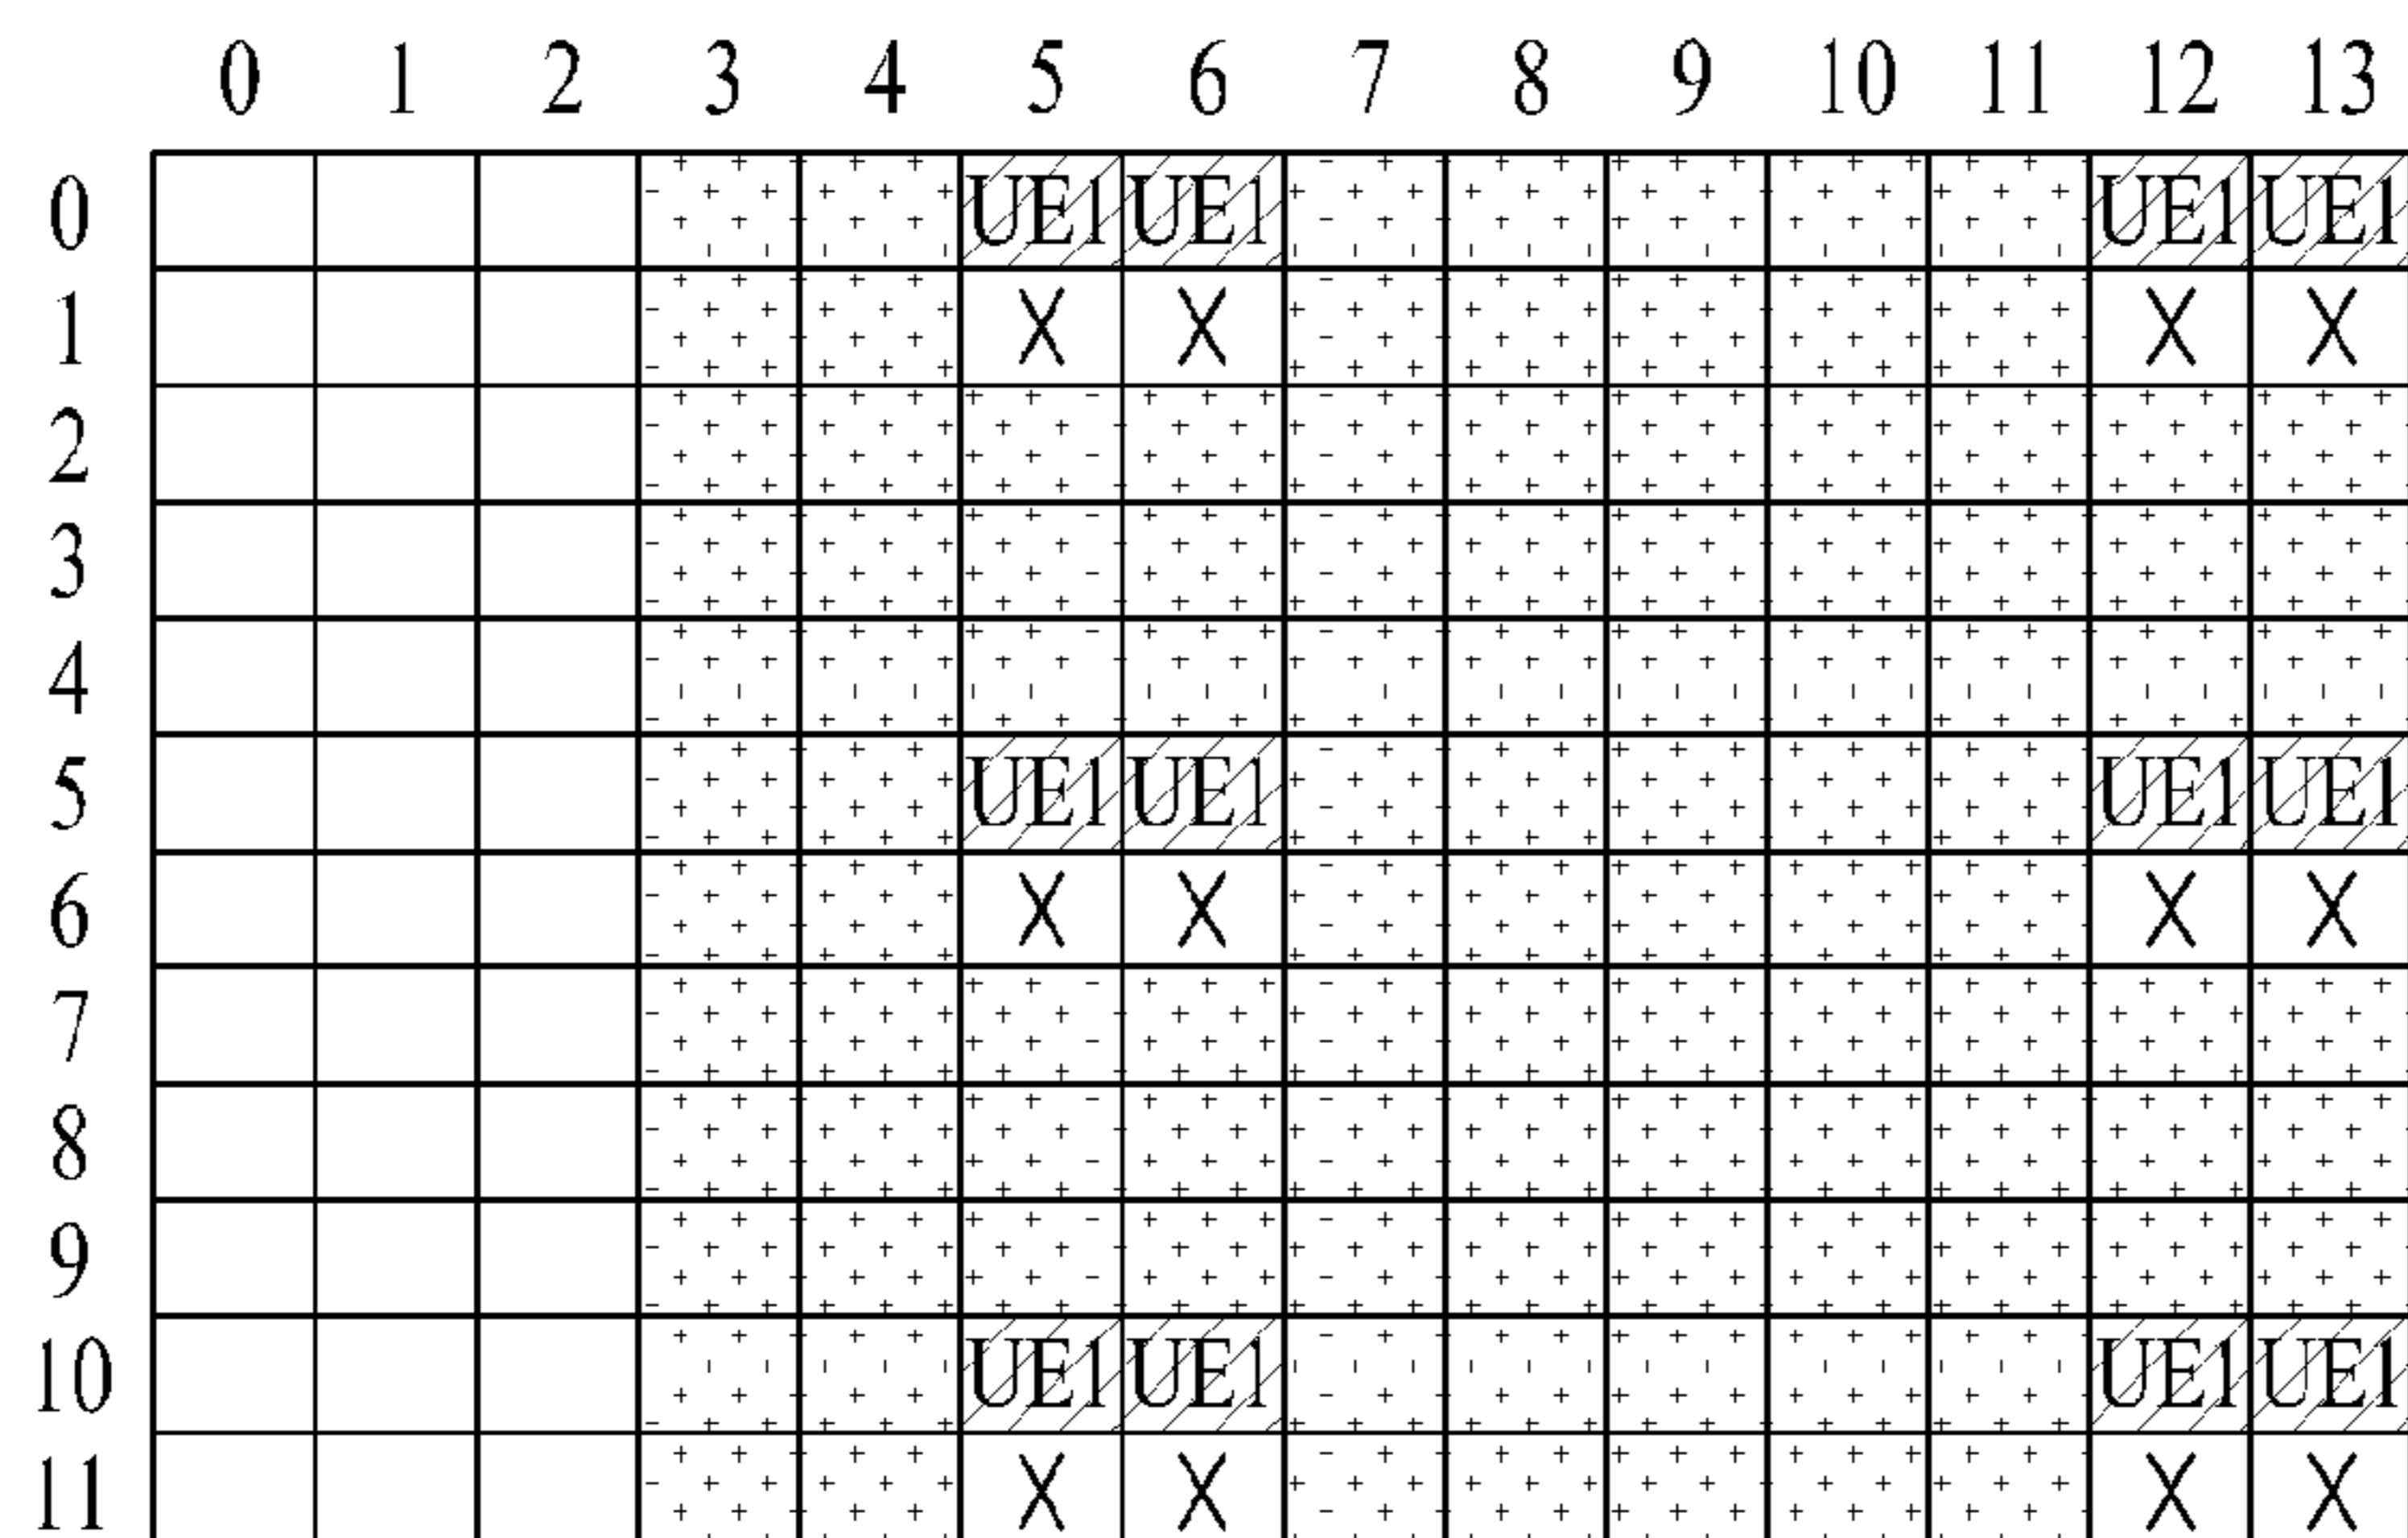 0 1 2 3 4 5 6 7 8 9 10 11 12 13
0 UE1 UE1 UE1 UE1
1 X X X X
2
3
4
5 UE1 UE1 UE1 UE1
6 X X X X
7
8
9
10 UE1 UE1 UE1 UE1
11 X X X X